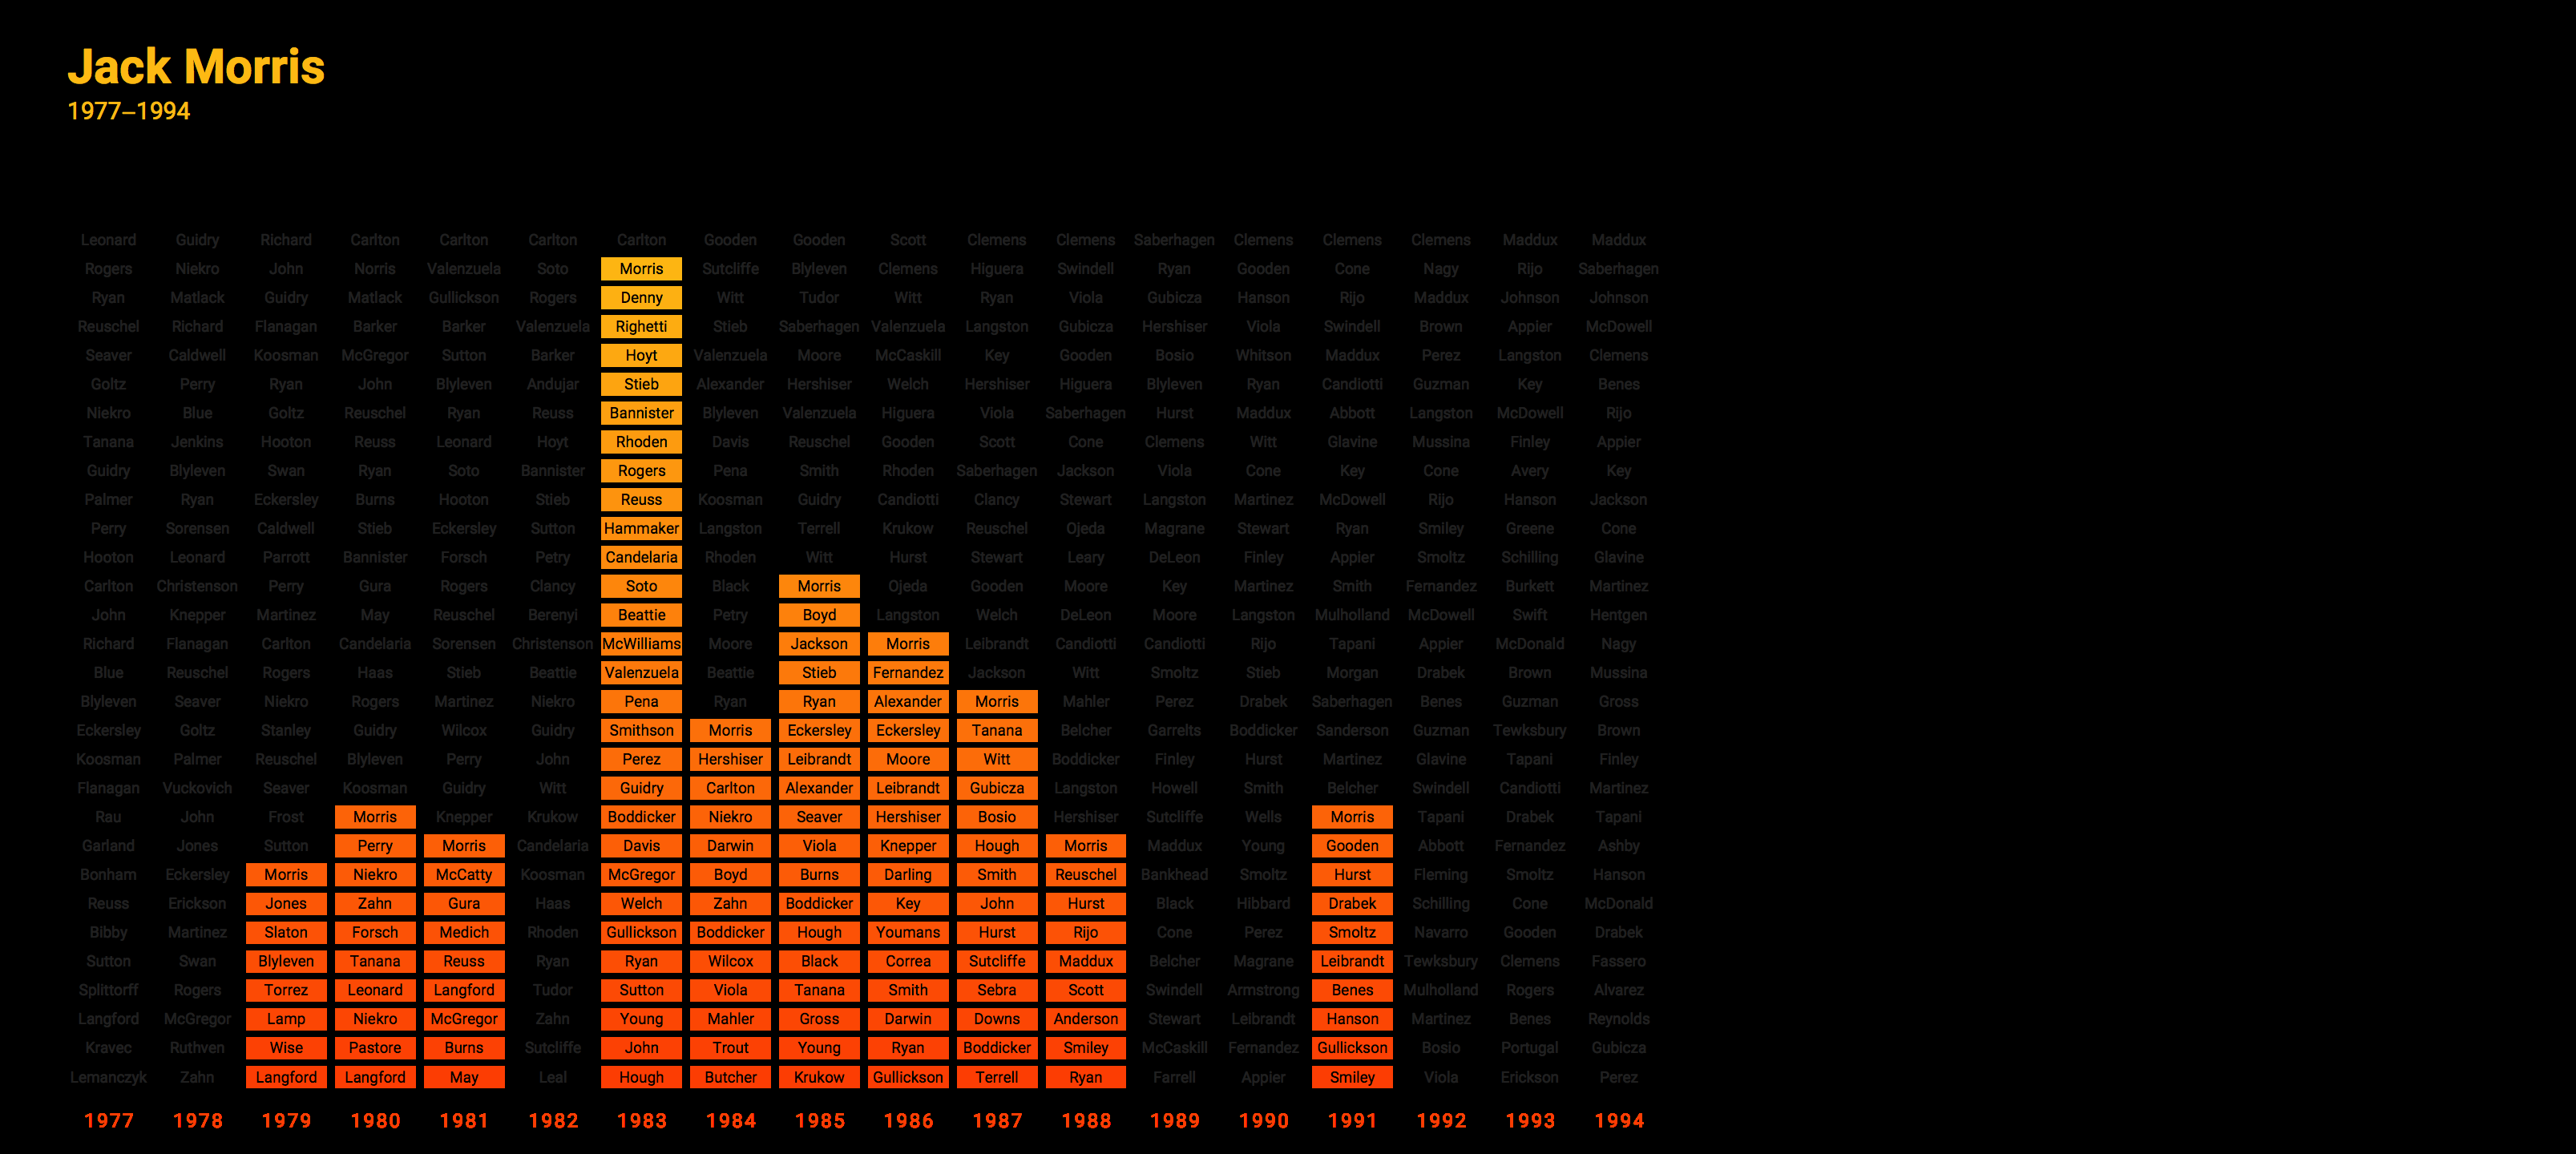 Jack Morris
1977–1994
Leonard Guidry Richard Carlton Carlton Carlton Carlton Gooden Gooden Scott Clemens Clemens Saberhagen Clemens Clemens Clemens Maddux Maddux
Rogers Niekro John Norris Valenzuela Soto Morris Sutcliffe Blyleven Clemens Higuera Swindell Ryan Gooden Cone Nagy Rijo Saberhagen
Ryan Matlack Guidry Matlack Gullickson Rogers Denny Witt Tudor Witt Ryan Viola Gubicza Hanson Rijo Maddux Johnson Johnson
Reuschel Richard Flanagan Barker Barker Valenzuela Righetti Stieb Saberhagen Valenzuela Langston Gubicza Hershiser Viola Swindell Brown Appier McDowell
Seaver Caldwell Koosman McGregor Sutton Barker Hoyt Valenzuela Moore McCaskill Key Gooden Bosio Whitson Maddux Perez Langston Clemens
Goltz Perry Ryan John Blyleven Andujar Stieb Alexander Hershiser Welch Hershiser Higuera Blyleven Ryan Candiotti Guzman Key Benes
Niekro Blue Goltz Reuschel Ryan Reuss Bannister Blyleven Valenzuela Higuera Viola Saberhagen Hurst Maddux Abbott Langston McDowell Rijo
Tanana Jenkins Hooton Reuss Leonard Hoyt Rhoden Davis Reuschel Gooden Scott Cone Clemens Witt Glavine Mussina Finley Appier
Guidry Blyleven Swan Ryan Soto Bannister Rogers Pena Smith Rhoden Saberhagen Jackson Viola Cone Key Cone Avery Key
Palmer Ryan Eckersley Burns Hooton Stieb Reuss Koosman Guidry Candiotti Clancy Stewart Langston Martinez McDowell Rijo Hanson Jackson
Perry Sorensen Caldwell Stieb Eckersley Sutton Hammaker Langston Terrell Krukow Reuschel Ojeda Magrane Stewart Ryan Smiley Greene Cone
Hooton Leonard Parrott Bannister Forsch Petry Candelaria Rhoden Witt Hurst Stewart Leary DeLeon Finley Appier Smoltz Schilling Glavine
Carlton Christenson Perry Gura Rogers Clancy Soto Black Morris Ojeda Gooden Moore Key Martinez Smith Fernandez Burkett Martinez
John Knepper Martinez May Reuschel Berenyi Beattie Petry Boyd Langston Welch DeLeon Moore Langston Mulholland McDowell Swift Hentgen
Richard Flanagan Carlton Candelaria Sorensen Christenson McWilliams Moore Jackson Morris Leibrandt Candiotti Candiotti Rijo Tapani Appier McDonald Nagy
Blue Reuschel Rogers Haas Stieb Beattie Valenzuela Beattie Stieb Fernandez Jackson Witt Smoltz Stieb Morgan Drabek Brown Mussina
Blyleven Seaver Niekro Rogers Martinez Niekro Pena Ryan Ryan Alexander Morris Mahler Perez Drabek Saberhagen Benes Guzman Gross
Eckersley Goltz Stanley Guidry Wilcox Guidry Smithson Morris Eckersley Eckersley Tanana Belcher Garrelts Boddicker Sanderson Guzman Tewksbury Brown
Koosman Palmer Reuschel Blyleven Perry John Perez Hershiser Leibrandt Moore Witt Boddicker Finley Hurst Martinez Glavine Tapani Finley
Flanagan Vuckovich Seaver Koosman Guidry Witt Guidry Carlton Alexander Leibrandt Gubicza Langston Howell Smith Belcher Swindell Candiotti Martinez
Rau John Frost Morris Knepper Krukow Boddicker Niekro Seaver Hershiser Bosio Hershiser Sutcliffe Wells Morris Tapani Drabek Tapani
Garland Jones Sutton Perry Morris Candelaria Davis Darwin Viola Knepper Hough Morris Maddux Young Gooden Abbott Fernandez Ashby
Bonham Eckersley Morris Niekro McCatty Koosman McGregor Boyd Burns Darling Smith Reuschel Bankhead Smoltz Hurst Fleming Smoltz Hanson
Reuss Erickson Jones Zahn Gura Haas Welch Zahn Boddicker Key John Hurst Black Hibbard Drabek Schilling Cone McDonald
Bibby Martinez Slaton Forsch Medich Rhoden Gullickson Boddicker Hough Youmans Hurst Rijo Cone Perez Smoltz Navarro Gooden Drabek
Sutton Swan Blyleven Tanana Reuss Ryan Ryan Wilcox Black Correa Sutcliffe Maddux Belcher Magrane Leibrandt Tewksbury Clemens Fassero
Splittorff Rogers Torrez Leonard Langford Tudor Sutton Viola Tanana Smith Sebra Scott Swindell Armstrong Benes Mulholland Rogers Alvarez
Langford McGregor Lamp Niekro McGregor Zahn Young Mahler Gross Darwin Downs Anderson Stewart Leibrandt Hanson Martinez Benes Reynolds
Kravec Ruthven Wise Pastore Burns Sutcliffe John Trout Young Ryan Boddicker Smiley McCaskill Fernandez Gullickson Bosio Portugal Gubicza
Lemanczyk Zahn Langford Langford May Leal Hough Butcher Krukow Gullickson Terrell Ryan Farrell Appier Smiley Viola Erickson Perez
1977 1978 1979 1980 1981 1982 1983 1984 1985 1986 1987 1988 1989 1990 1991 1992 1993 1994